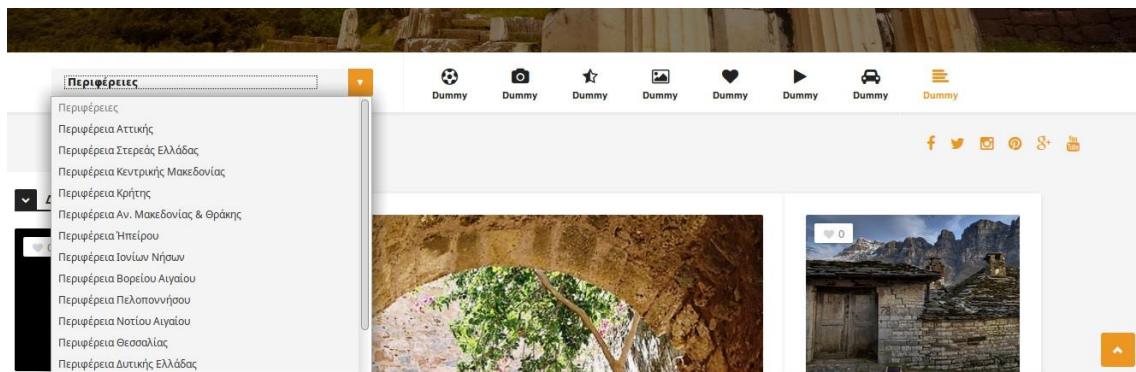 Περιφέρειες
Dummy Dummy Dummy Dummy Dummy Dummy Dummy Dummy
Περιφέρειες
Περιφέρεια Αττικής
Περιφέρεια Στερεάς Ελλάδας
Περιφέρεια Κεντρικής Μακεδονίας
Περιφέρεια Κρήτης
Περιφέρεια Αν. Μακεδονίας & Θράκης
Περιφέρεια Ηπείρου
Περιφέρεια Ιονίων Νήσων
Περιφέρεια Βορείου Αιγαίου
Περιφέρεια Πελοποννήσου
Περιφέρεια Νοτίου Αιγαίου
Περιφέρεια Θεσσαλίας
Περιφέρεια Δυτικής Ελλάδας
0